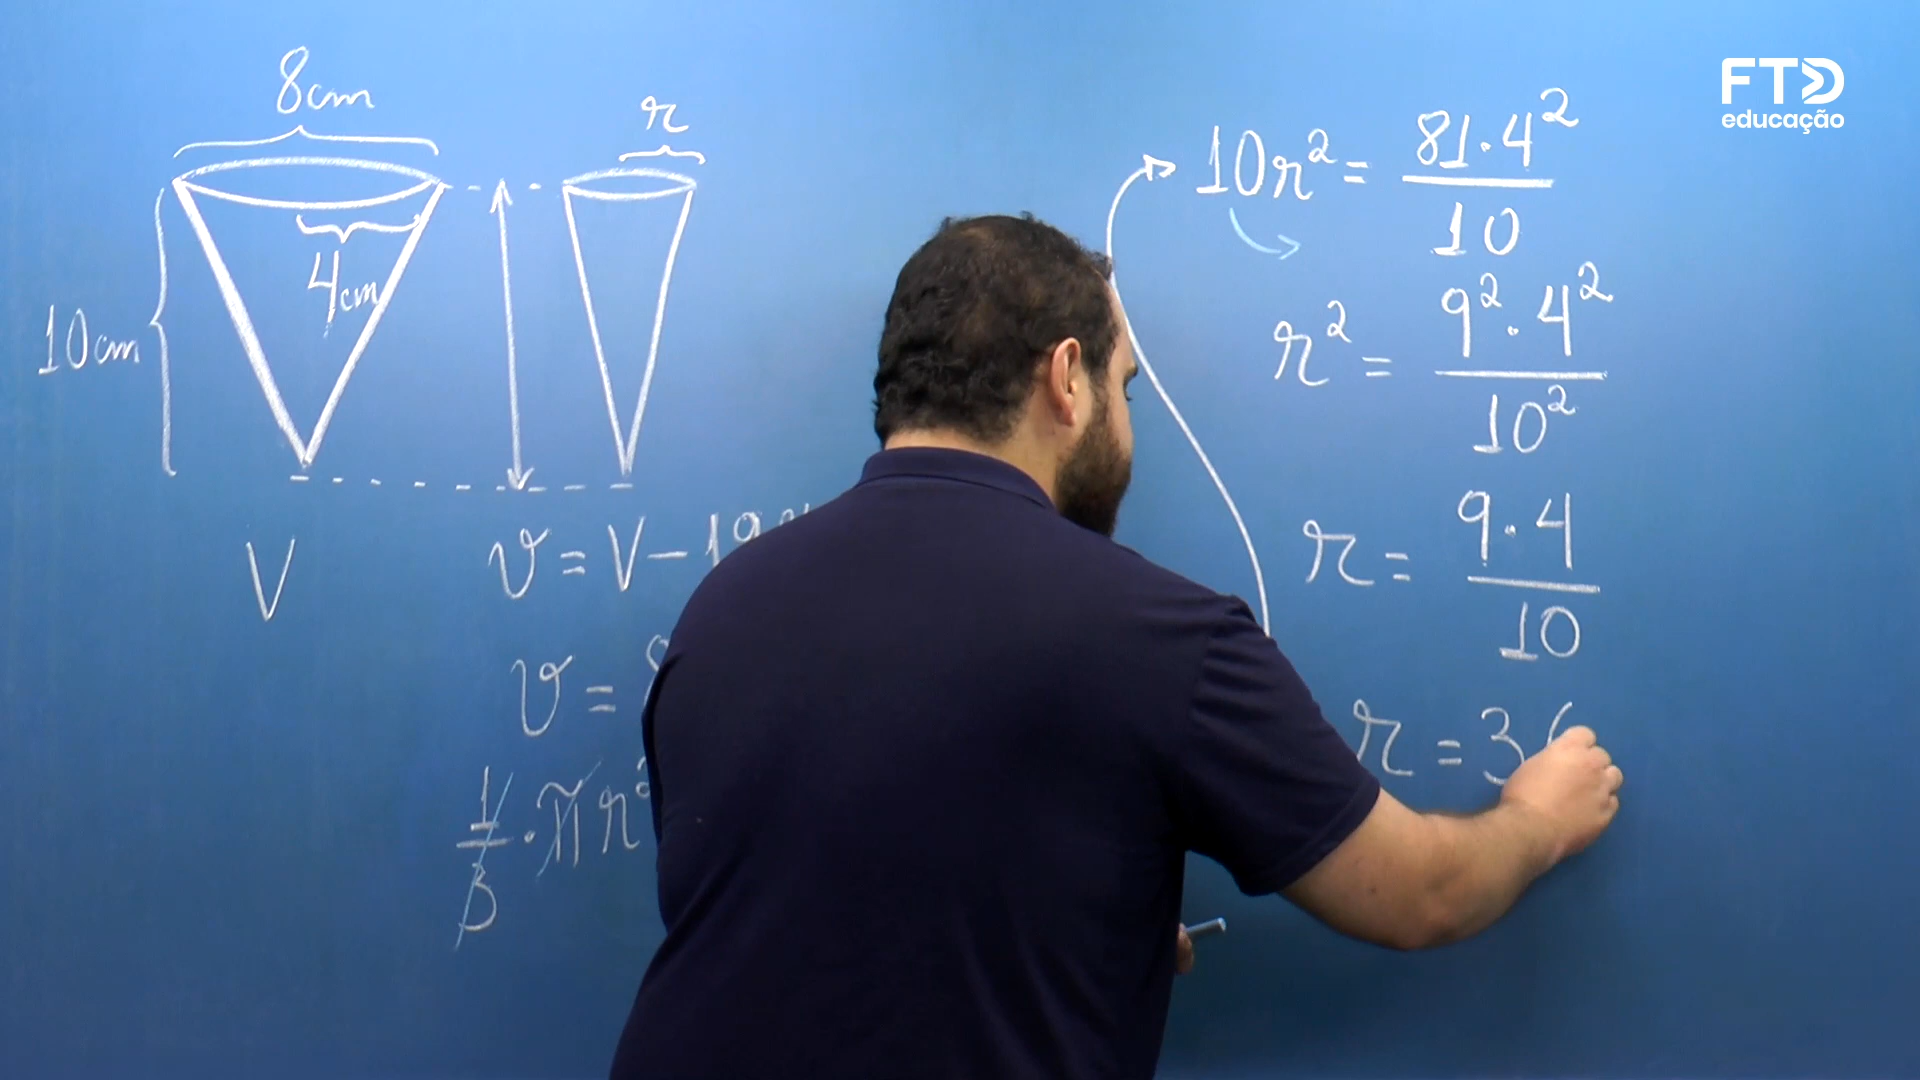 8cm
r
4cm
10cm
V
v = V - 19
v =
1/3 · π r²
10r² = 81·4² / 10
r² = 9²·4² / 10²
r = 9·4 / 10
r = 3
FTD
educação